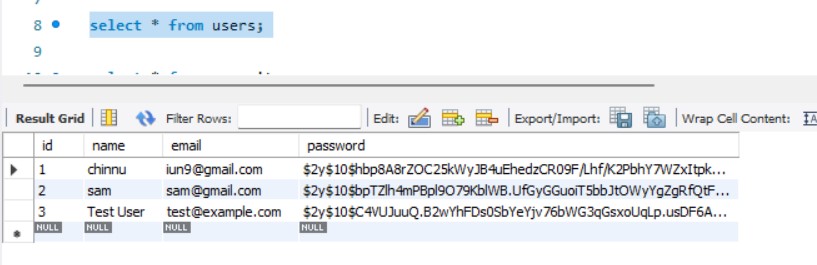 8 select * from users;
9
Result Grid Filter Rows: Edit: Export/Import: Wrap Cell Content:
id name email password
1 chinnu iun9@gmail.com $2y$10$hbp8A8rZOC25kWyJB4uEhedzCR09F/Lhf/K2PbhY7WZxItpk...
2 sam sam@gmail.com $2y$10$bpTZlh4mPBpl9O79KblWB.UfGyGGuoiT5bbJtOWyYgZgRfQtF...
3 Test User test@example.com $2y$10$C4VUJuuQ.B2wYhFDs0SbYeYjv76bWG3qGsxoUqLp.usDF6A...
NULL NULL NULL NULL